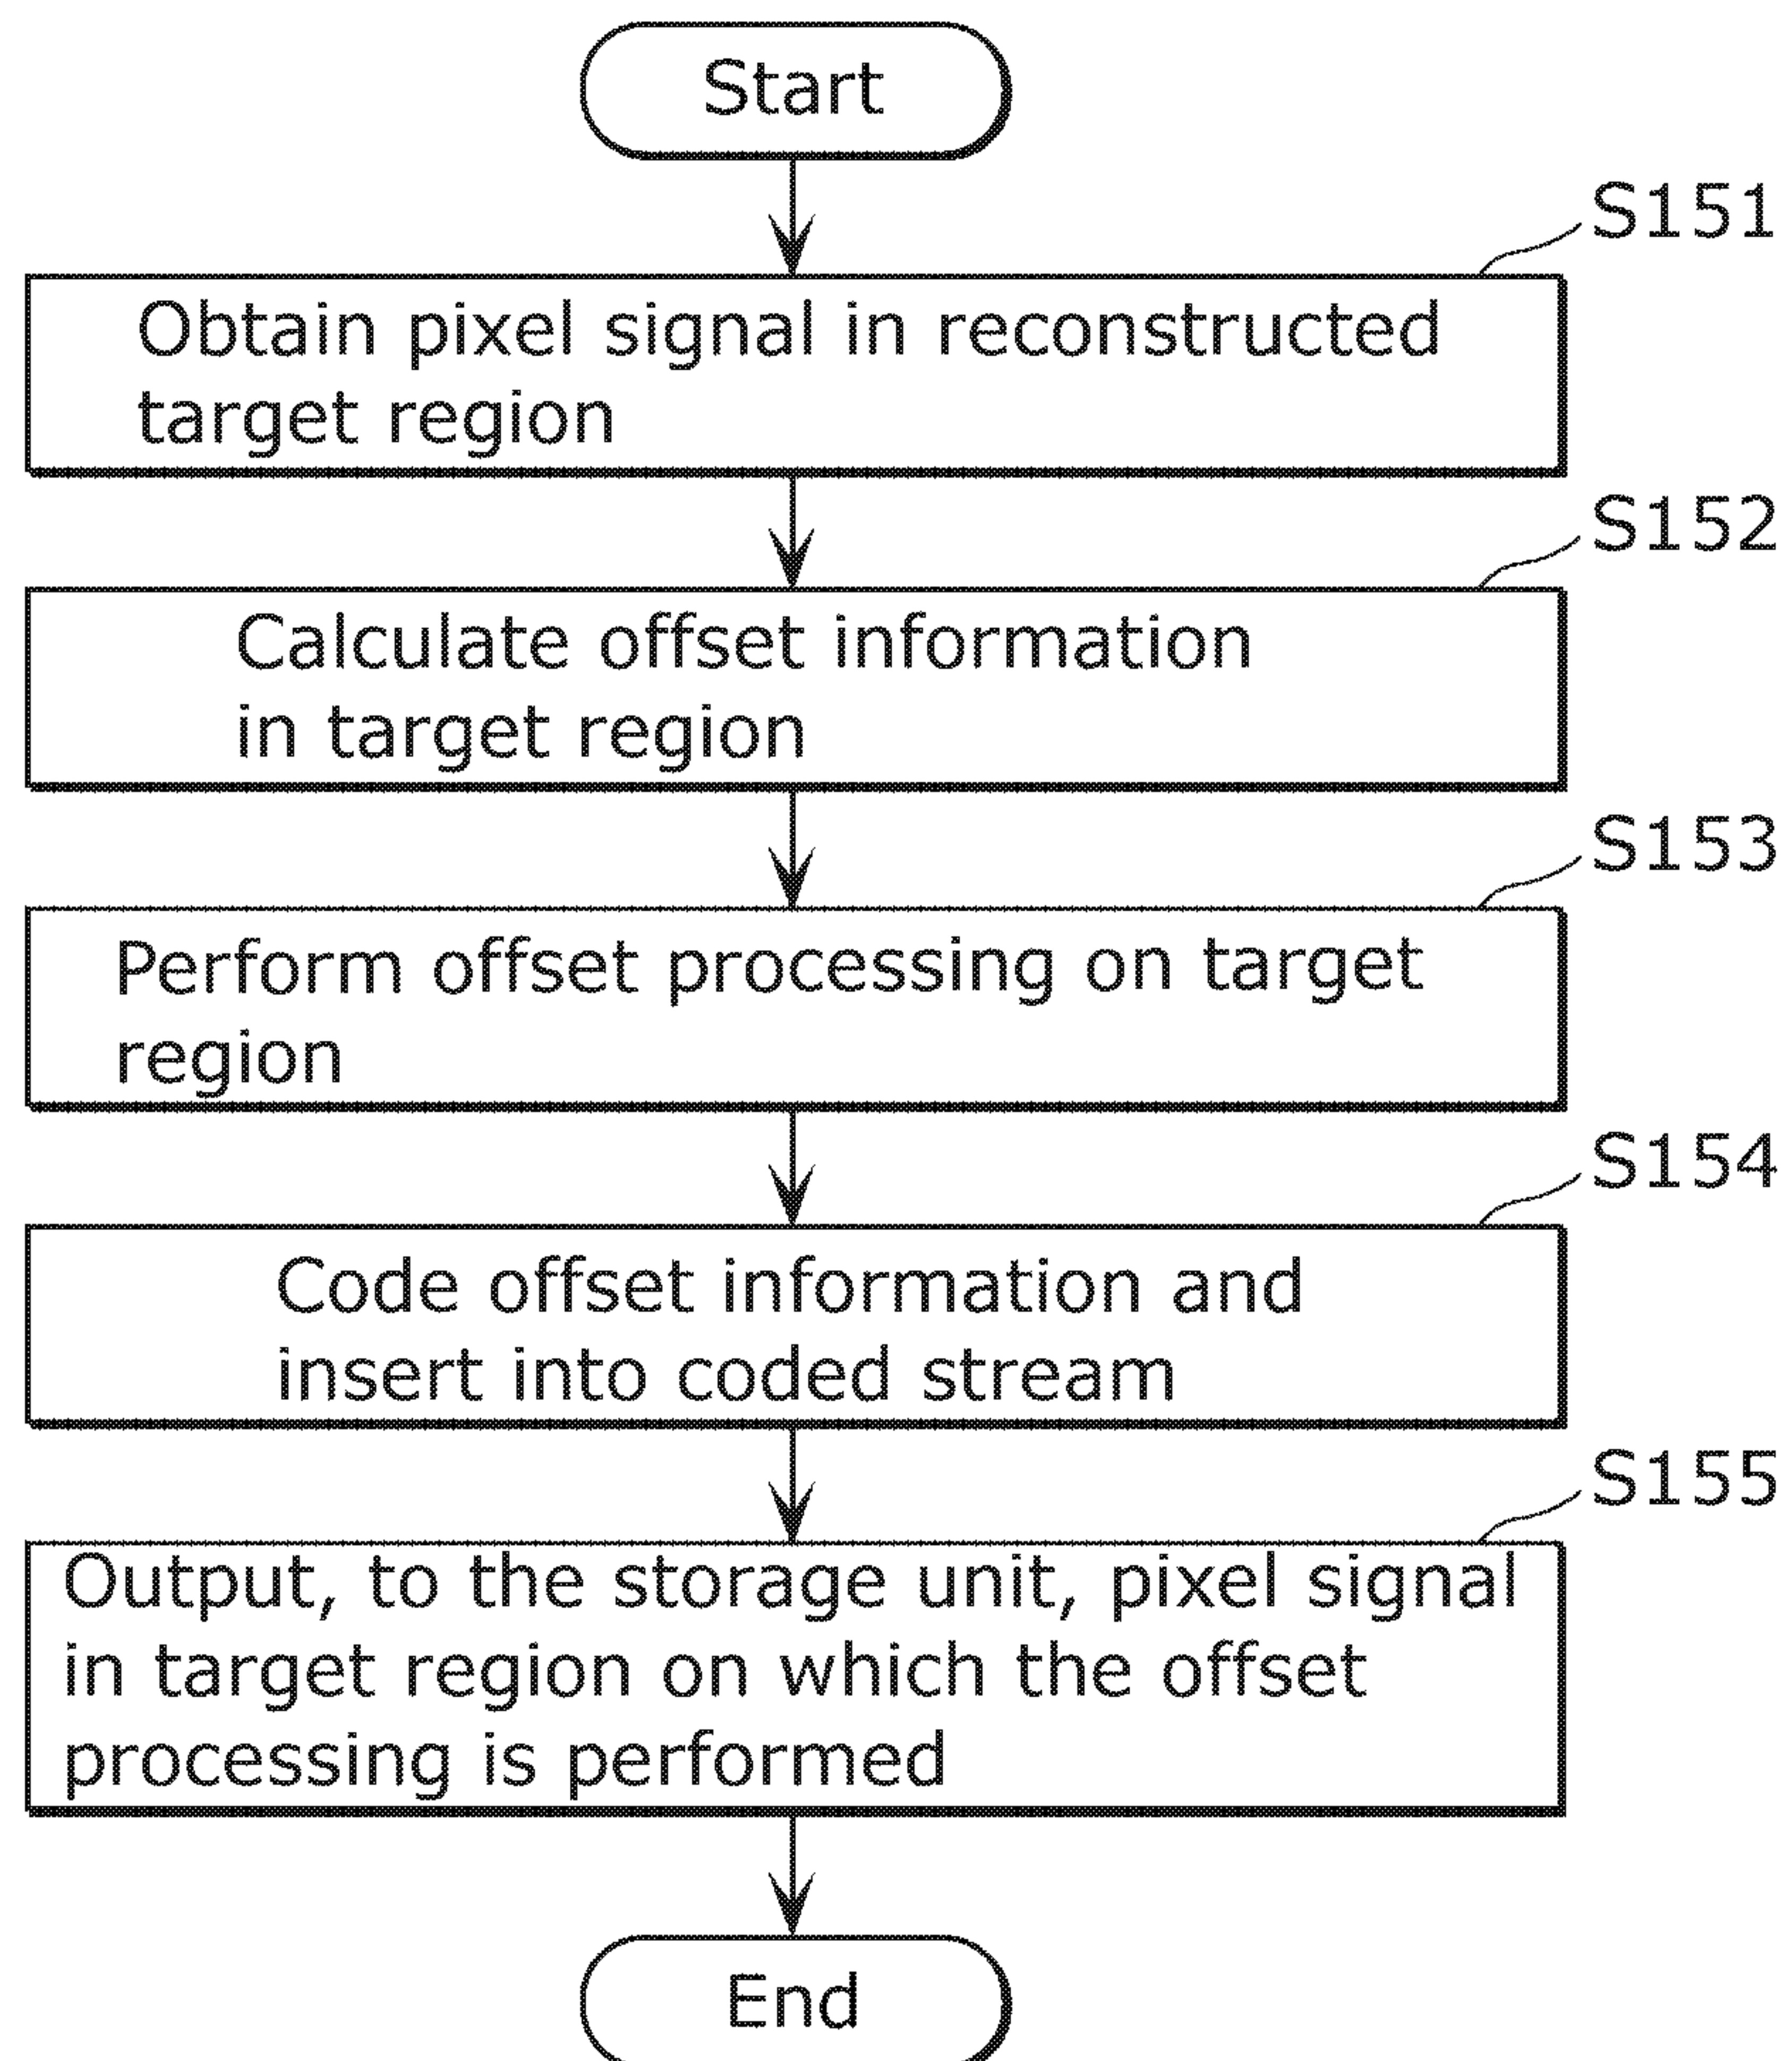 Start
S151
Obtain pixel signal in reconstructed
target region
S152
Calculate offset information
in target region
S153
Perform offset processing on target
region
S154
Code offset information and
insert into coded stream
S155
Output, to the storage unit, pixel signal
in target region on which the offset
processing is performed
End